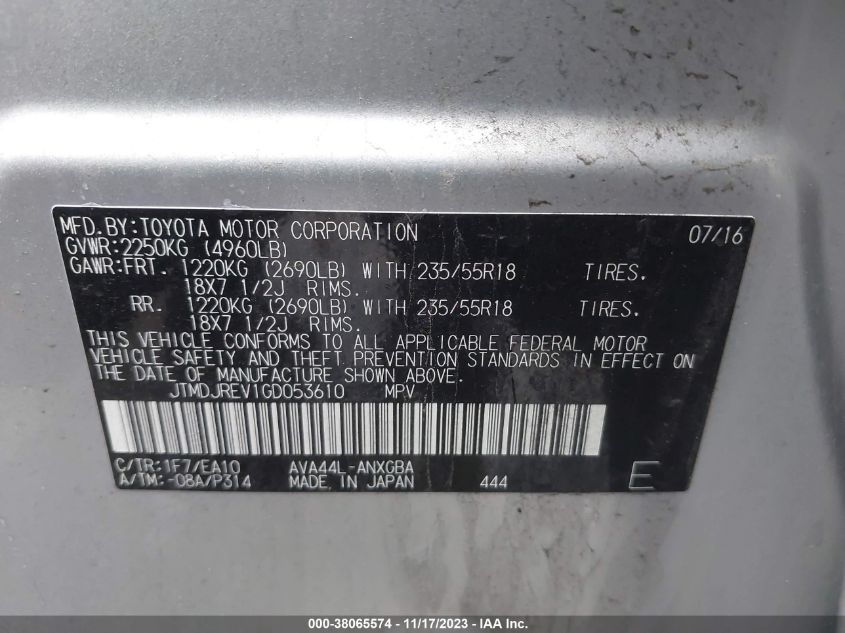 MFD.BY:TOYOTA MOTOR CORPORATION 07/16
GVWR:2250KG (4960LB)
GAWR:FRT. 1220KG (2690LB) WITH 235/55R18 TIRES.
18X7 1/2J RIMS.
RR. 1220KG (2690LB) WITH 235/55R18 TIRES.
18X7 1/2J RIMS.
THIS VEHICLE CONFORMS TO ALL APPLICABLE FEDERAL MOTOR
VEHICLE SAFETY AND THEFT PREVENTION STANDARDS IN EFFECT ON
THE DATE OF MANUFACTURE SHOWN ABOVE.
JTMDJREV1GD053610 MPV
C/TR:1F7/EA10 AVA44L-ANXGBA
A/TM:-08A/P314 MADE IN JAPAN 444 E
000-38065574 - 11/17/2023 - IAA Inc.